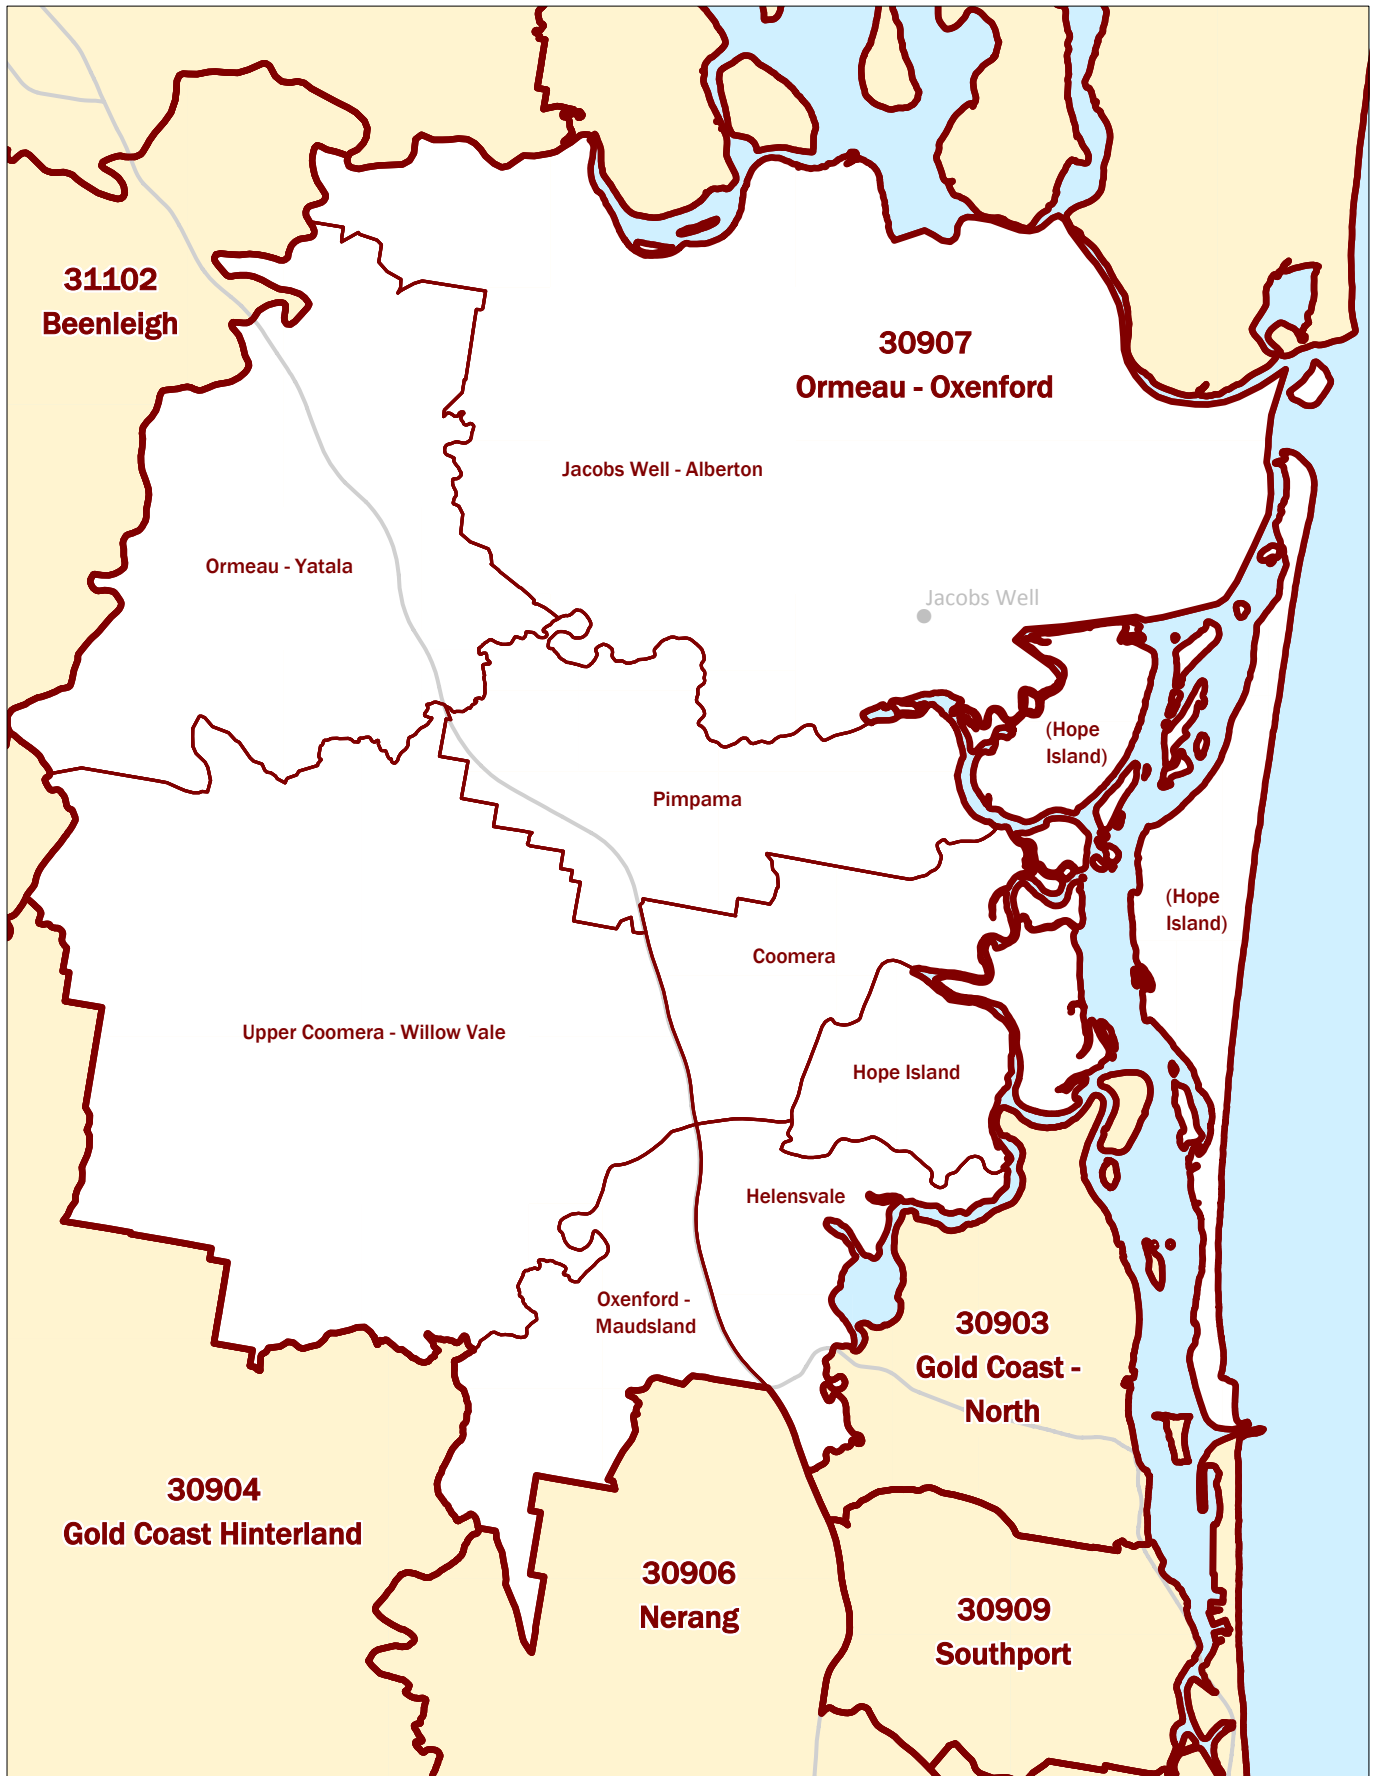 31102
Beenleigh
30907
Ormeau - Oxenford
Jacobs Well - Alberton
Ormeau - Yatala
Jacobs Well
(Hope
Island)
Pimpama
(Hope
Island)
Coomera
Upper Coomera - Willow Vale
Hope Island
Helensvale
Oxenford -
Maudsland
30903
Gold Coast -
North
30904
Gold Coast Hinterland
30906
Nerang
30909
Southport